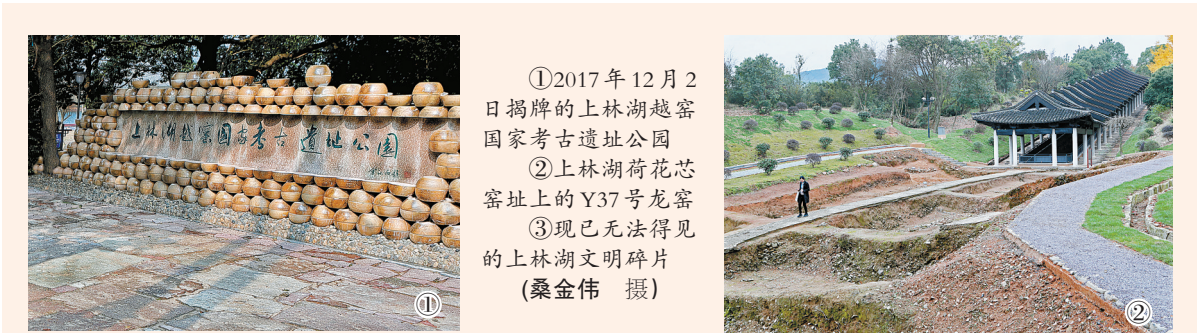 上林湖越窑国家考古遗址公园
①
①2017年12月2
日揭牌的上林湖越窑
国家考古遗址公园
②上林湖荷花芯
窑址上的Y37号龙窑
③现已无法得见
的上林湖文明碎片
(桑金伟 摄)
②